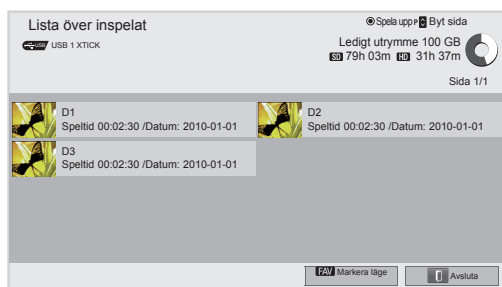 Lista över inspelat
USB USB 1 XTICK
Spela upp P Byt sida
Ledigt utrymme 100 GB
SD 79h 03m HD 31h 37m
Sida 1/1
D1
Speltid 00:02:30 /Datum: 2010-01-01
D2
Speltid 00:02:30 /Datum: 2010-01-01
D3
Speltid 00:02:30 /Datum: 2010-01-01
FAV Markera läge
Avsluta